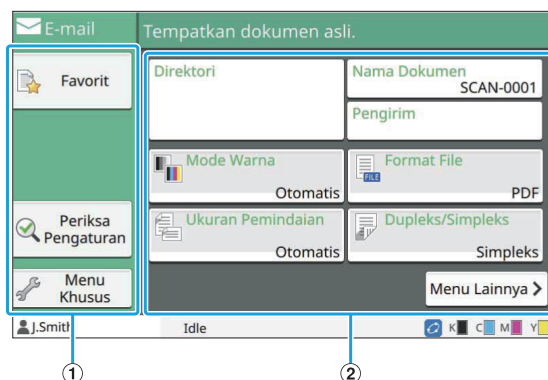 E-mail
Tempatkan dokumen asli.
Favorit
Periksa
Pengaturan
Menu
Khusus
Direktori
Nama Dokumen
SCAN-0001
Pengirim
Mode Warna
Otomatis
Format File
FILE
PDF
Ukuran Pemindaian
Otomatis
Dupleks/Simpleks
Simpleks
Menu Lainnya
J.Smith
Idle
K C M Y
1
2